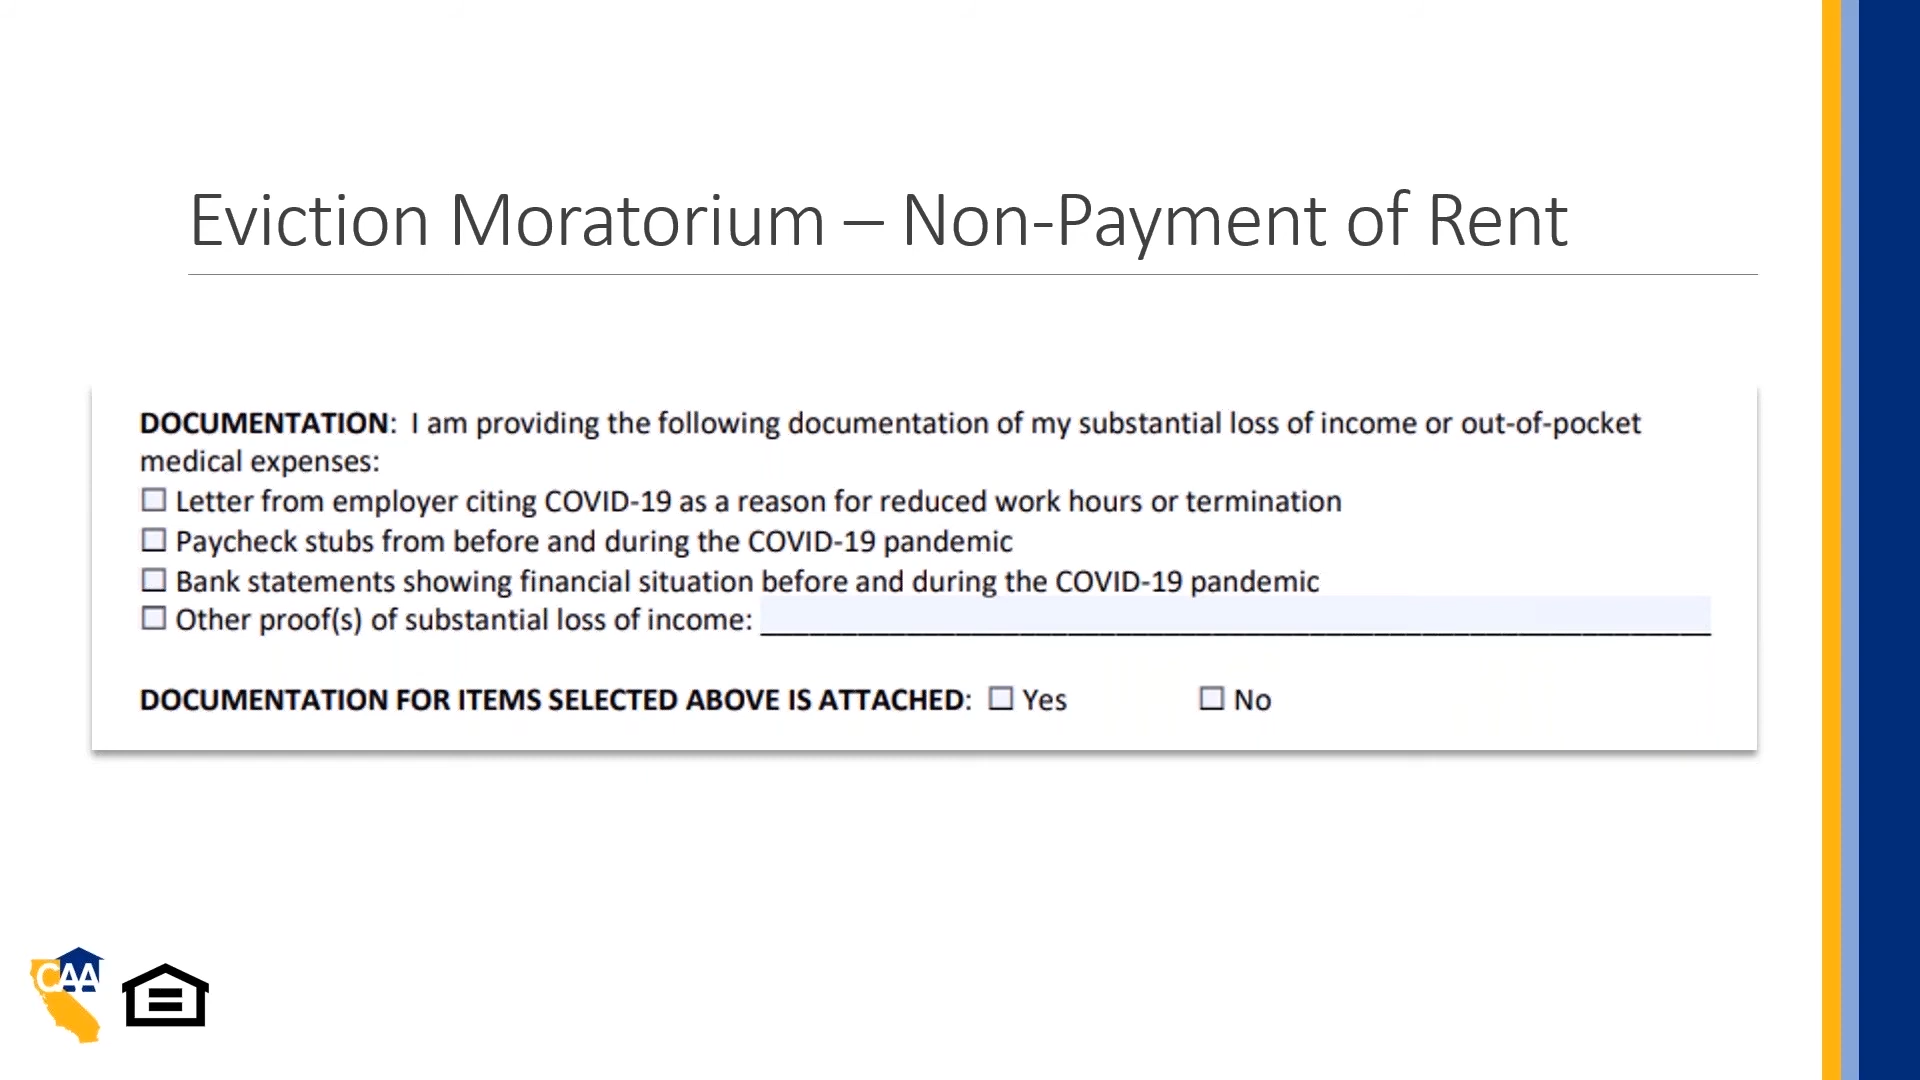 Eviction Moratorium – Non-Payment of Rent
DOCUMENTATION: I am providing the following documentation of my substantial loss of income or out-of-pocket
medical expenses:
☐ Letter from employer citing COVID-19 as a reason for reduced work hours or termination
☐ Paycheck stubs from before and during the COVID-19 pandemic
☐ Bank statements showing financial situation before and during the COVID-19 pandemic
☐ Other proof(s) of substantial loss of income:
DOCUMENTATION FOR ITEMS SELECTED ABOVE IS ATTACHED: ☐ Yes ☐ No
CAA